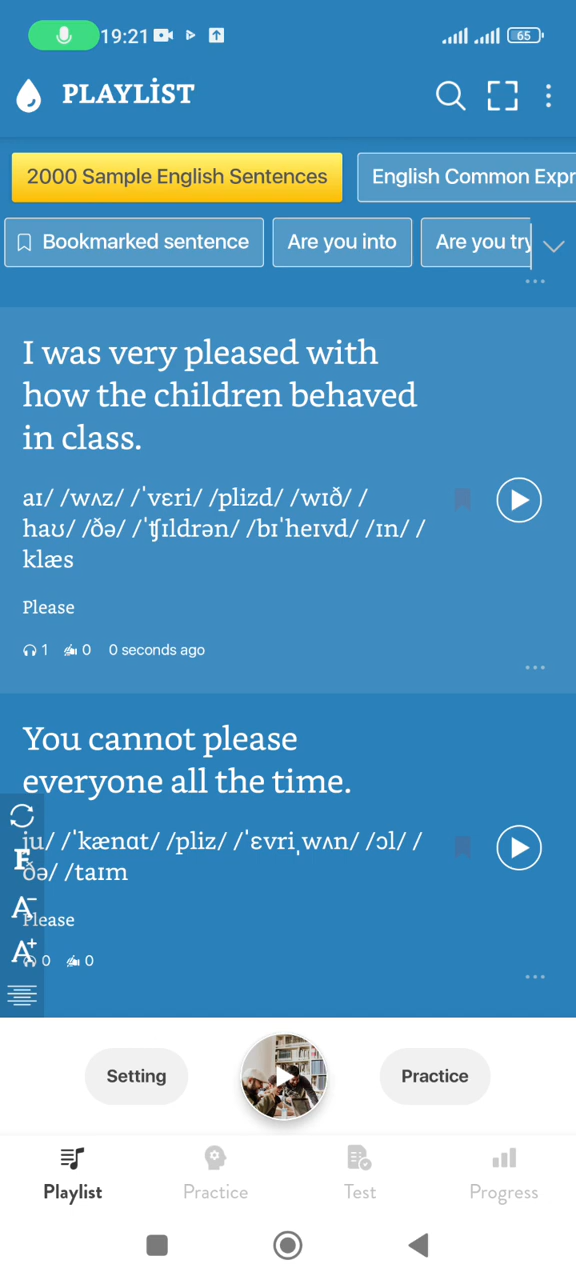 19:21
65
PLAYLİST
2000 Sample English Sentences
English Common Expr
Bookmarked sentence
Are you into
Are you try
I was very pleased with
how the children behaved
in class.
aɪ/ /wʌz/ /ˈvɛri/ /plizd/ /wɪð/ /
haʊ/ /ðə/ /ˈʧɪldrən/ /bɪˈheɪvd/ /ɪn/ /
klæs
Please
1 0 0 seconds ago
You cannot please
everyone all the time.
ju/ /ˈkænɑt/ /pliz/ /ˈɛvriˌwʌn/ /ɔl/ /
ðə/ /taɪm
F
A-
Please
A+
0 0
Setting
Practice
Playlist
Practice
Test
Progress